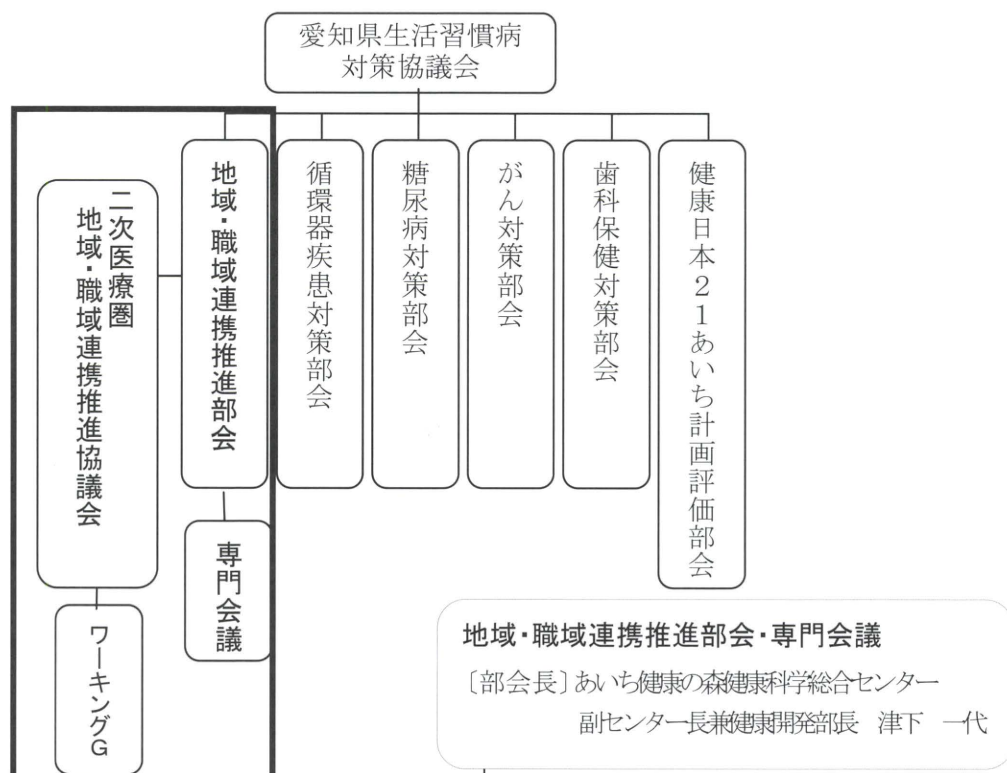 愛知県生活習慣病
対策協議会
二次医療圏
地域・職域連携推進協議会
地域・職域連携推進部会
循環器疾患対策部会
糖尿病対策部会
がん対策部会
歯科保健対策部会
健康日本21あいち計画評価部会
専門会議
ワーキングG
地域・職域連携推進部会・専門会議
〔部会長〕あいち健康の森健康科学総合センター
副センター長兼健康開発部長　津下　一代